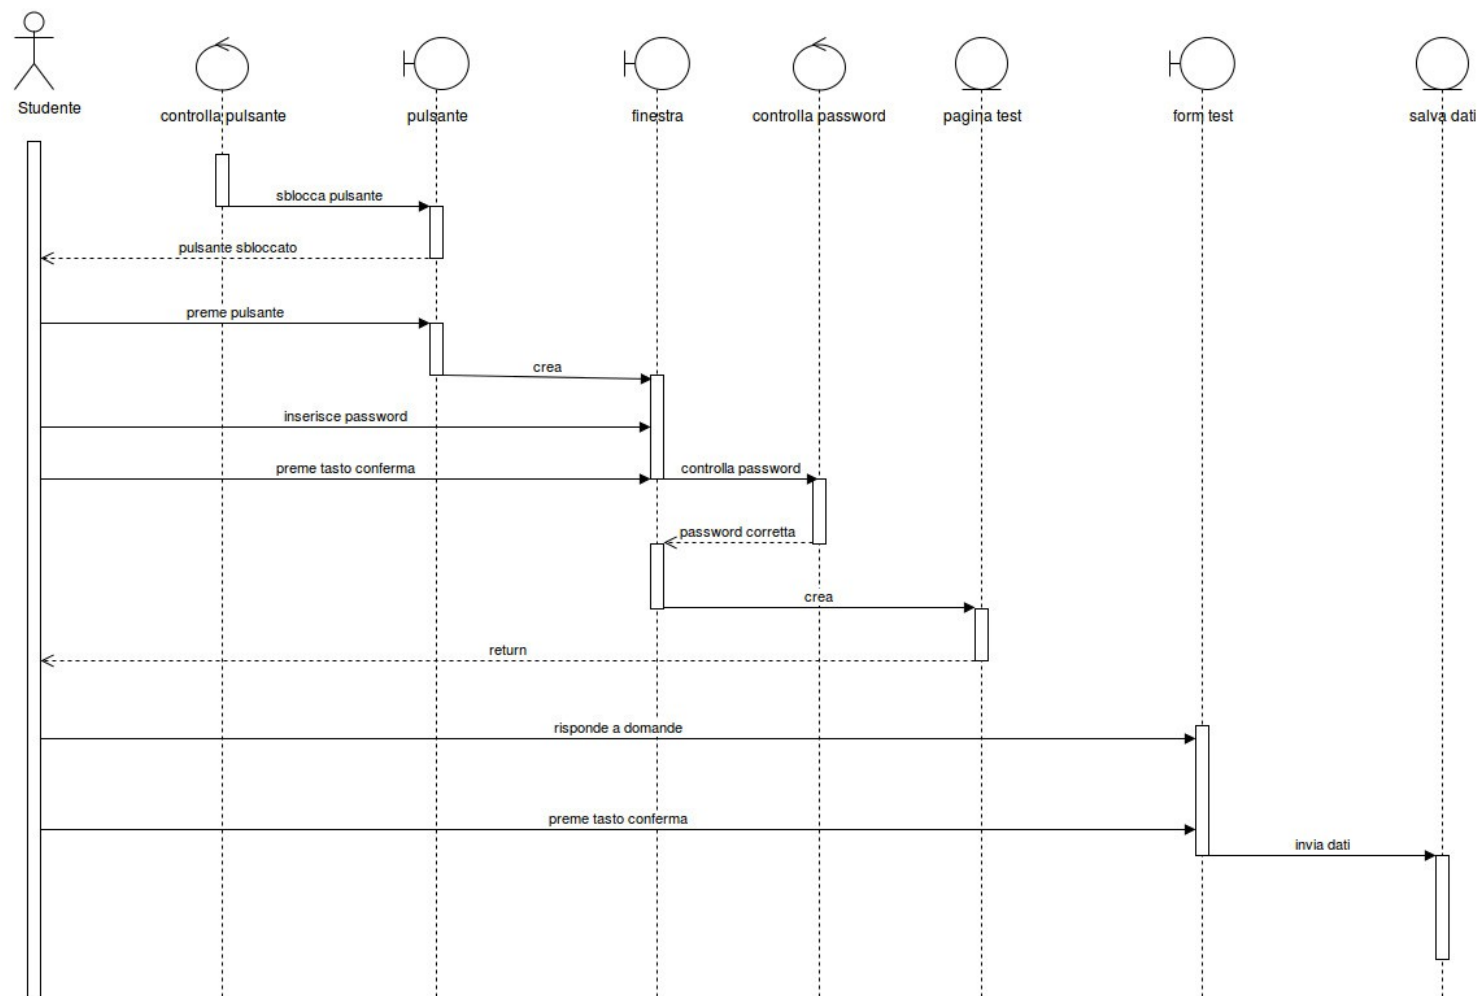 Studente
controlla pulsante
pulsante
finestra
controlla password
pagina test
form test
salva dati
sblocca pulsante
pulsante sbloccato
preme pulsante
crea
inserisce password
preme tasto conferma
controlla password
password corretta
crea
return
risponde a domande
preme tasto conferma
invia dati